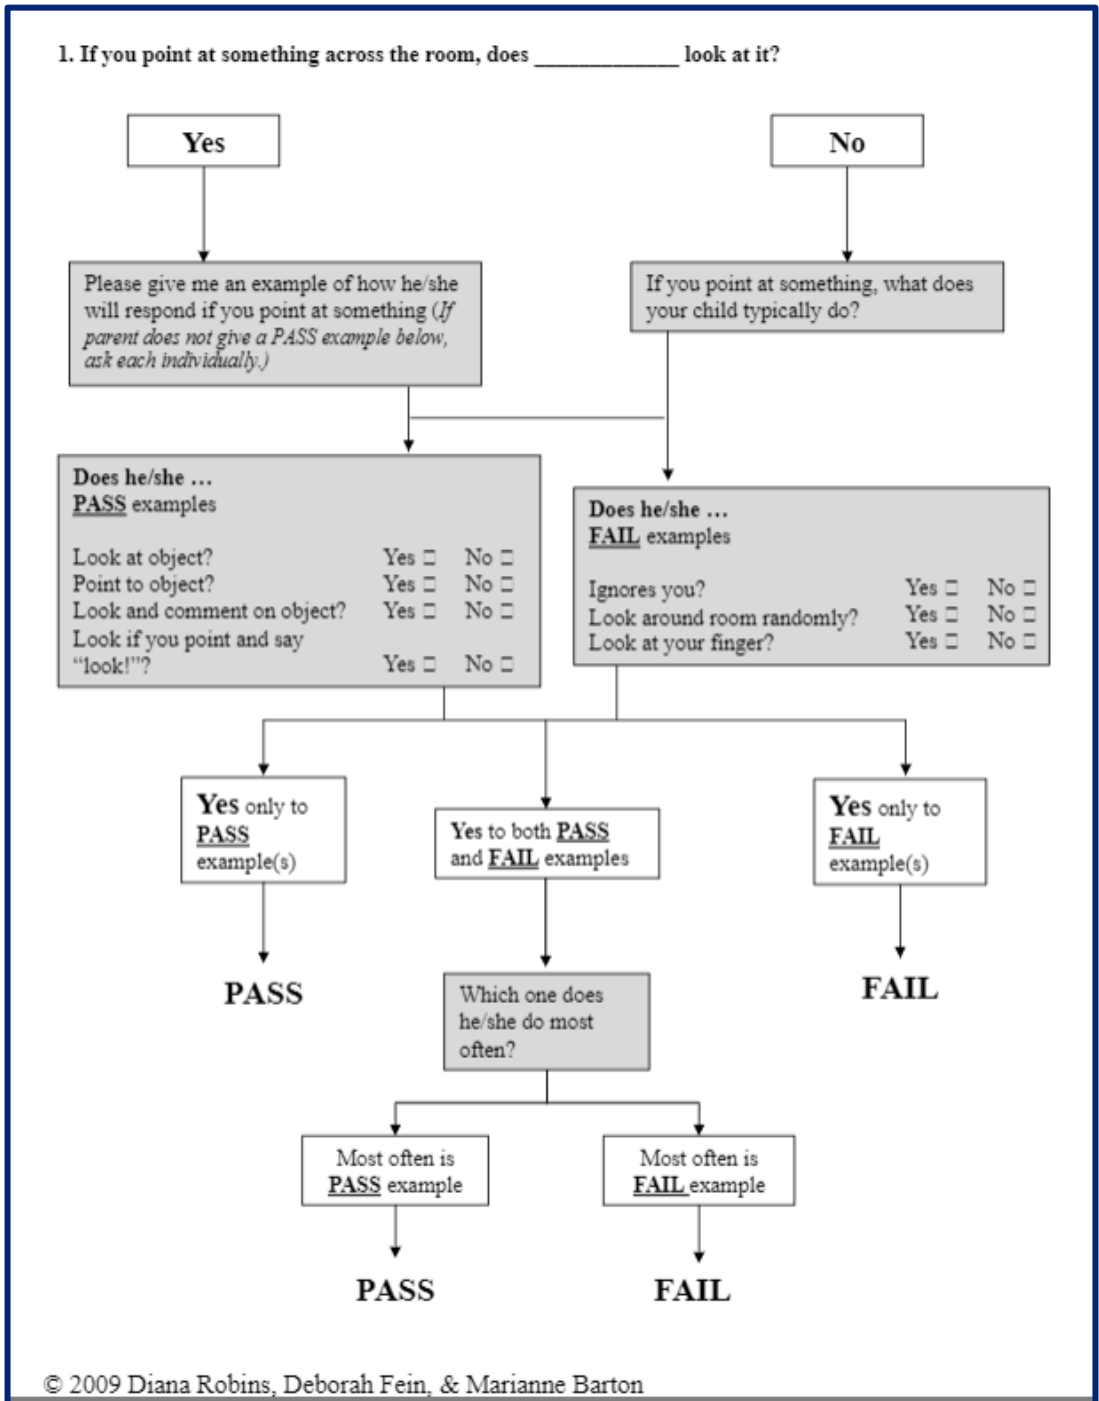 1. If you point at something across the room, does _____________ look at it?
Yes
No
Please give me an example of how he/she
will respond if you point at something (If
parent does not give a PASS example below,
ask each individually.)
If you point at something, what does
your child typically do?
Does he/she ...
PASS examples
Look at object? Yes □ No □
Point to object? Yes □ No □
Look and comment on object? Yes □ No □
Look if you point and say
“look!”? Yes □ No □
Does he/she ...
FAIL examples
Ignores you? Yes □ No □
Look around room randomly? Yes □ No □
Look at your finger? Yes □ No □
Yes only to
PASS
example(s)
Yes to both PASS
and FAIL examples
Yes only to
FAIL
example(s)
PASS
Which one does
he/she do most
often?
FAIL
Most often is
PASS example
Most often is
FAIL example
PASS
FAIL
© 2009 Diana Robins, Deborah Fein, & Marianne Barton